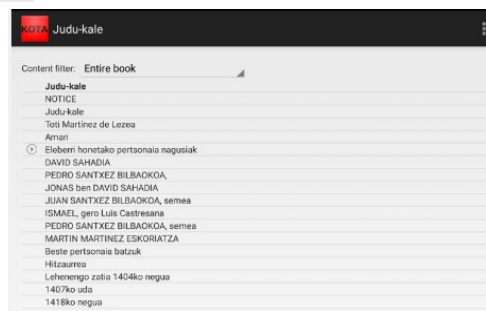 KOTA Judu-kale
Content filter: Entire book
Judu-kale
NOTICE
Judu-kale
Toti Martinez de Lezea
Amari
Eleberri honetako pertsonaia nagusiak
DAVID SAHADIA
PEDRO SANTXEZ BILBAOKOA,
JONAS ben DAVID SAHADIA
JUAN SANTXEZ BILBAOKOA, semea
ISMAEL, gero Luis Castresana
PEDRO SANTXEZ BILBAOKOA, semea
MARTIN MARTINEZ ESKORIATZA
Beste pertsonaia batzuk
Hitzaurrea
Lehenengo zatia 1404ko negua
1407ko uda
1418ko negua